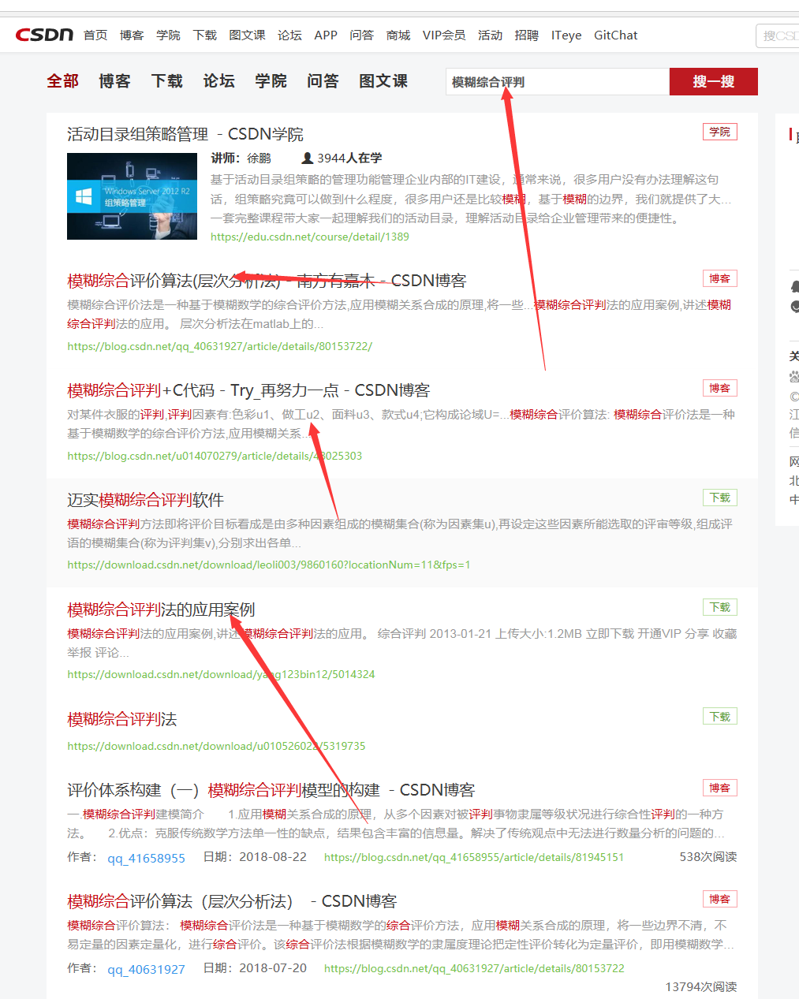 CSDN 首页 博客 学院 下载 图文课 论坛 APP 问答 商城 VIP会员 活动 招聘 ITeye GitChat 搜CSD
全部 博客 下载 论坛 学院 问答 图文课 模糊综合评判 搜一搜
活动目录组策略管理 - CSDN学院 学院
讲师：徐鹏 3944人在学
Windows Server 2012 R2
组策略管理
基于活动目录组策略的管理功能管理企业内部的IT建设，通常来说，很多用户没有办法理解这句
话，组策略究竟可以做到什么程度，很多用户还是比较模糊，基于模糊的边界，我们就提供了大...
一套完整课程带大家一起理解我们的活动目录，理解活动目录给企业管理带来的便捷性。
https://edu.csdn.net/course/detail/1389
模糊综合评价算法(层次分析法) - 南方有嘉木 - CSDN博客 博客
模糊综合评价法是一种基于模糊数学的综合评价方法,应用模糊关系合成的原理,将一些...模糊综合评判法的应用案例,讲述模糊
综合评判法的应用。 层次分析法在matlab上的...
https://blog.csdn.net/qq_40631927/article/details/80153722/
模糊综合评判+C代码 - Try_再努力一点 - CSDN博客 博客
对某件衣服的评判,评判因素有:色彩u1、做工u2、面料u3、款式u4;它构成论域U=...模糊综合评价算法: 模糊综合评价法是一种
基于模糊数学的综合评价方法,应用模糊关系...
https://blog.csdn.net/u014070279/article/details/48025303
迈实模糊综合评判软件 下载
模糊综合评判方法即将评价目标看成是由多种因素组成的模糊集合(称为因素集u),再设定这些因素所能选取的评审等级,组成评
语的模糊集合(称为评判集v),分别求出各单...
https://download.csdn.net/download/leoli003/9860160?locationNum=11&fps=1
模糊综合评判法的应用案例 下载
模糊综合评判法的应用案例,讲述模糊综合评判法的应用。 综合评判 2013-01-21 上传大小:1.2MB 立即下载 开通VIP 分享 收藏
举报 评论...
https://download.csdn.net/download/yang123bin12/5014324
模糊综合评判法 下载
https://download.csdn.net/download/u010526022/5319735
评价体系构建（一）模糊综合评判模型的构建 - CSDN博客 博客
一.模糊综合评判建模简介 1.应用模糊关系合成的原理，从多个因素对被评判事物隶属等级状况进行综合性评判的一种方
法。 2.优点：克服传统数学方法单一性的缺点，结果包含丰富的信息量。解决了传统观点中无法进行数量分析的问题的...
作者： qq_41658955 日期：2018-08-22 https://blog.csdn.net/qq_41658955/article/details/81945151 538次阅读
模糊综合评价算法（层次分析法） - CSDN博客 博客
模糊综合评价算法： 模糊综合评价法是一种基于模糊数学的综合评价方法，应用模糊关系合成的原理，将一些边界不清，不
易定量的因素定量化，进行综合评价。该综合评价法根据模糊数学的隶属度理论把定性评价转化为定量评价，即用模糊数学...
作者： qq_40631927 日期：2018-07-20 https://blog.csdn.net/qq_40631927/article/details/80153722
13794次阅读
关
©
江
信
网
北
中